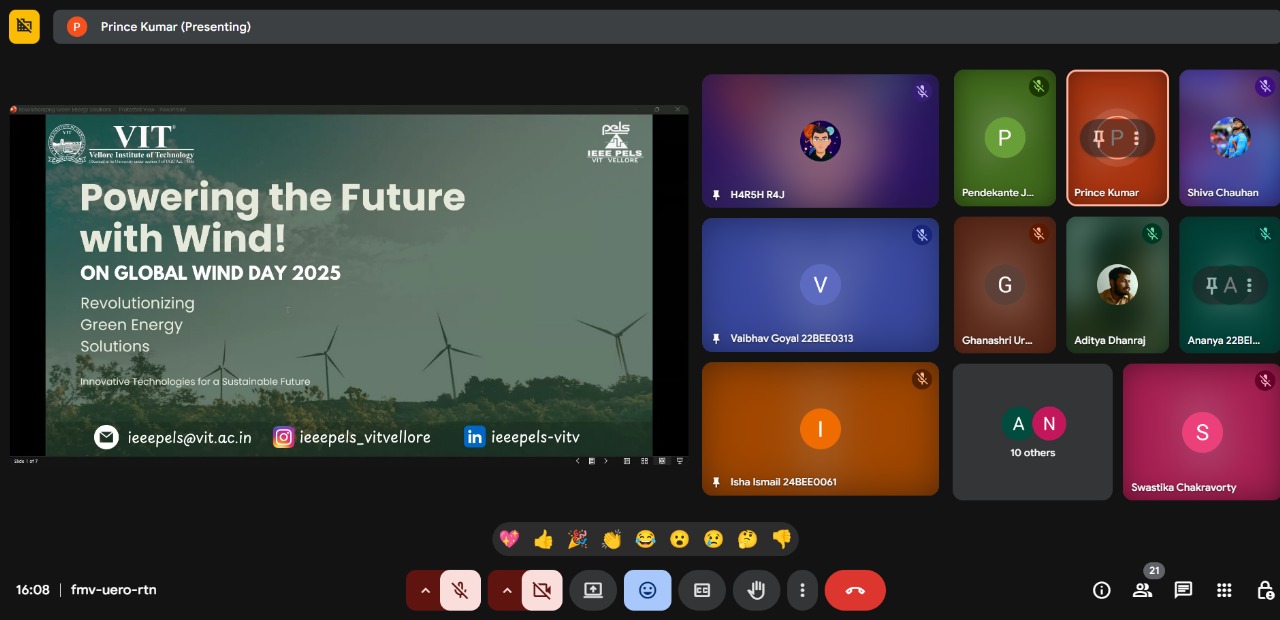 P Prince Kumar (Presenting)
VIT
Vellore Institute of Technology
pels
IEEE PELS
VIT VELLORE
Powering the Future
with Wind!
ON GLOBAL WIND DAY 2025
Revolutionizing
Green Energy
Solutions
Innovative Technologies for a Sustainable Future
ieeepels@vit.ac.in ieeepels_vitvellore in ieeepels-vitv
Slide 1 of 7
H4R5H R4J
P
Pendekante J...
P
Prince Kumar
Shiva Chauhan
V
Vaibhav Goyal 22BEE0313
G
Ghanashri Ur...
Aditya Dhanraj
A
Ananya 22BEI...
I
Isha Ismail 24BEE0061
A N
10 others
S
Swastika Chakravorty
16:08 | fmv-uero-rtn
CC
21